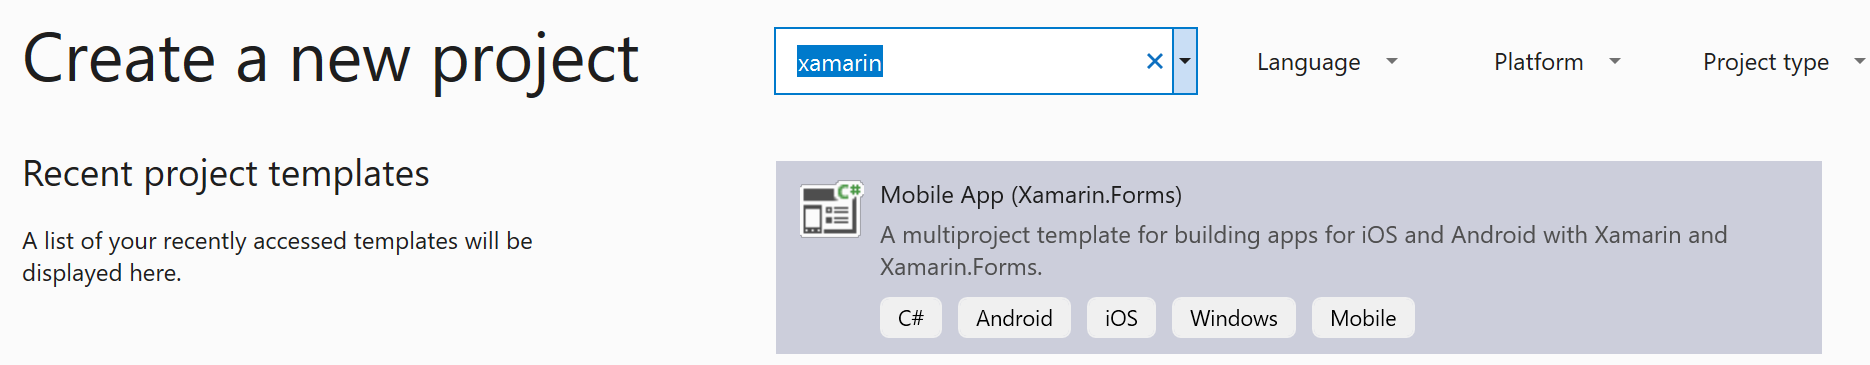 Create a new project
xamarin
Language
Platform
Project type
Recent project templates
A list of your recently accessed templates will be
displayed here.
C#
Mobile App (Xamarin.Forms)
A multiproject template for building apps for iOS and Android with Xamarin and
Xamarin.Forms.
C#
Android
iOS
Windows
Mobile